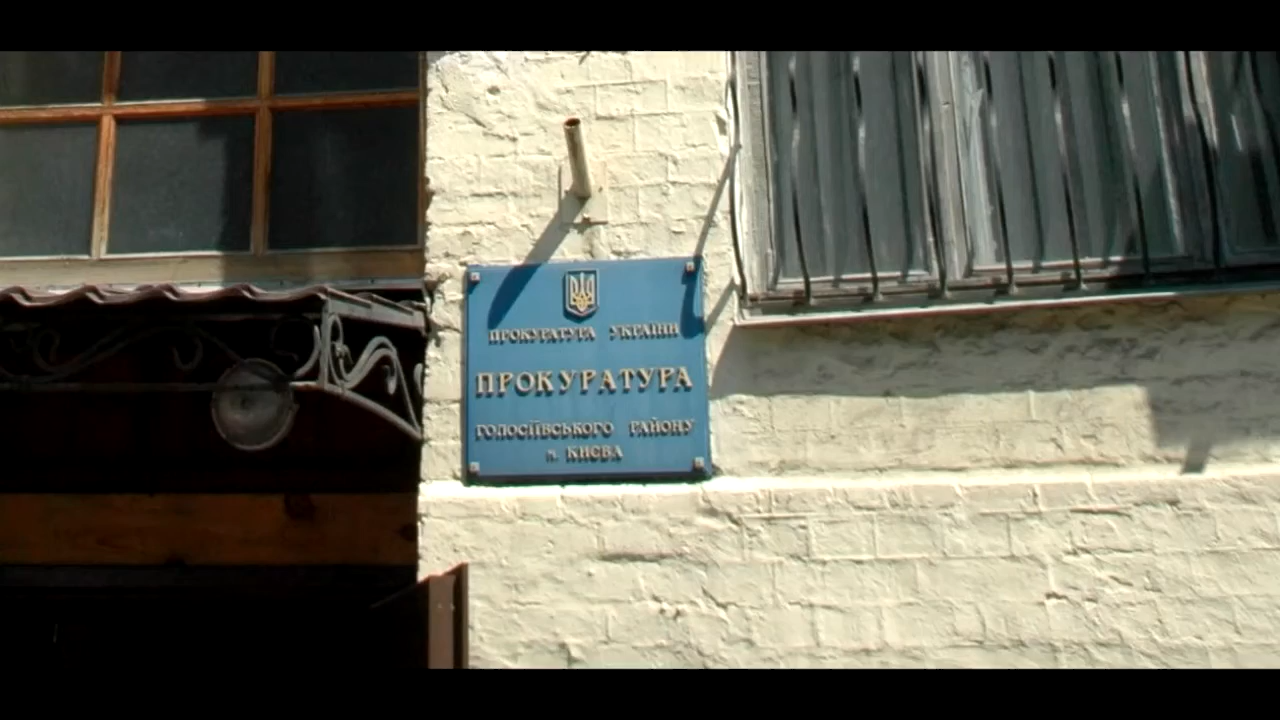 ПРОКУРАТУРА УКРАЇНИ
ПРОКУРАТУРА
ГОЛОСІЇВСЬКОГО РАЙОНУ
м. КИЄВА